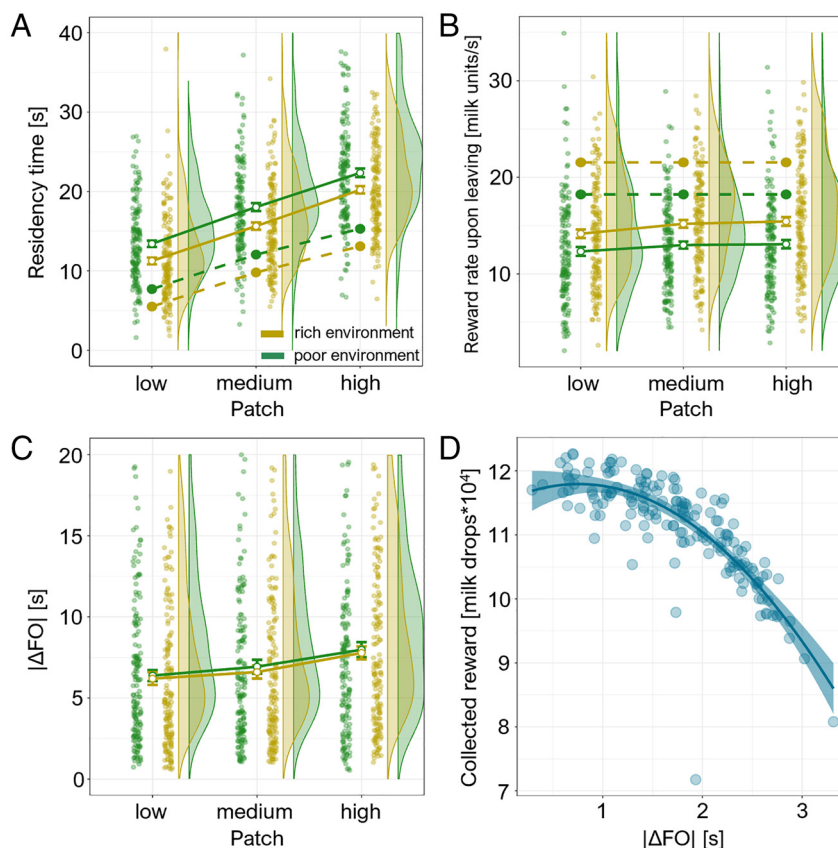 A
Residency time [s]
40
30
20
10
0
rich environment
poor environment
low
medium
high
Patch
B
Reward rate upon leaving [milk units/s]
30
20
10
low
medium
high
Patch
C
|ΔFO| [s]
20
15
10
5
0
low
medium
high
Patch
D
Collected reward [milk drops*10⁴]
12
11
10
9
8
7
1
2
3
|ΔFO| [s]